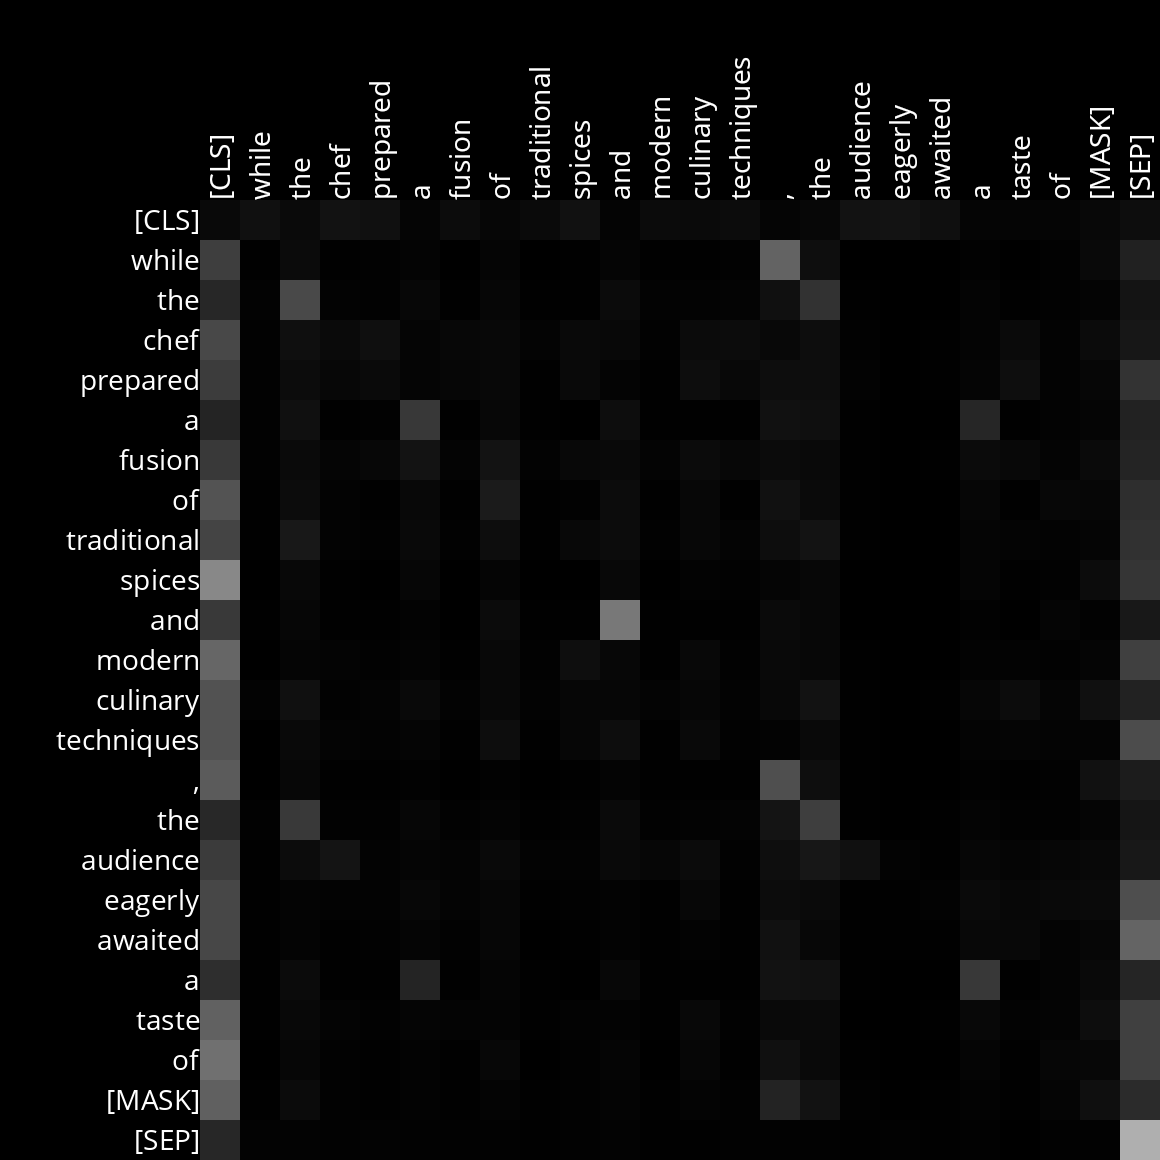 [CLS] while the chef prepared a fusion of traditional spices and modern culinary techniques , the audience eagerly awaited a taste of [MASK] [SEP]
[CLS]
while
the
chef
prepared
a
fusion
of
traditional
spices
and
modern
culinary
techniques
,
the
audience
eagerly
awaited
a
taste
of
[MASK]
[SEP]